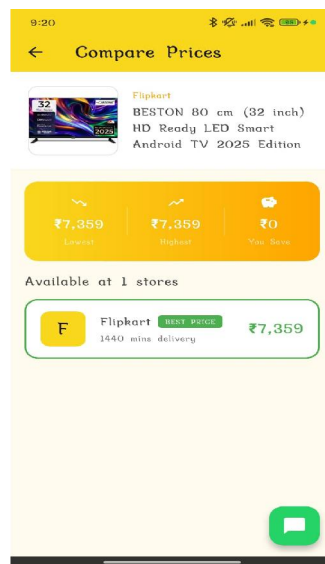 9:20
Compare Prices
Flipkart
BESTON 80 cm (32 inch)
HD Ready LED Smart
Android TV 2025 Edition
32
2025
₹7,359
₹7,359
₹0
Lowest
Highest
You Save
Available at 1 stores
F
Flipkart
BEST PRICE
₹7,359
1440 mins delivery